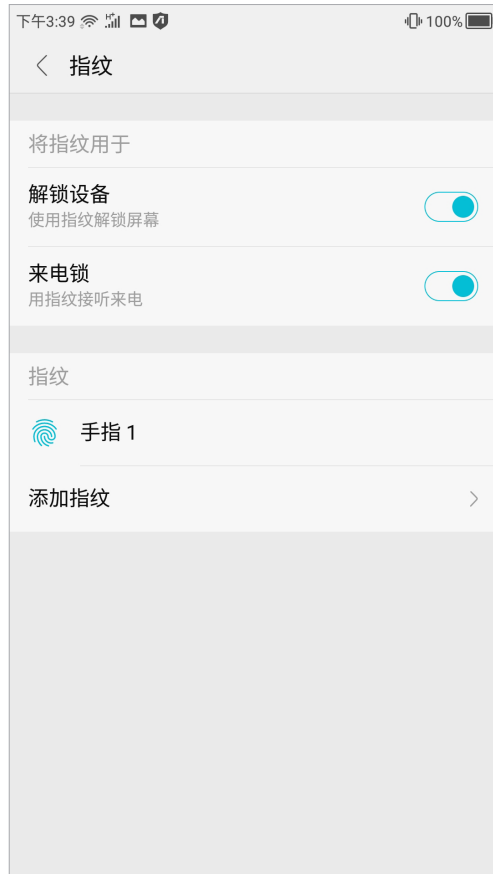 下午3:39 100%
指纹
将指纹用于
解锁设备
使用指纹解锁屏幕
来电锁
用指纹接听来电
指纹
手指 1
添加指纹